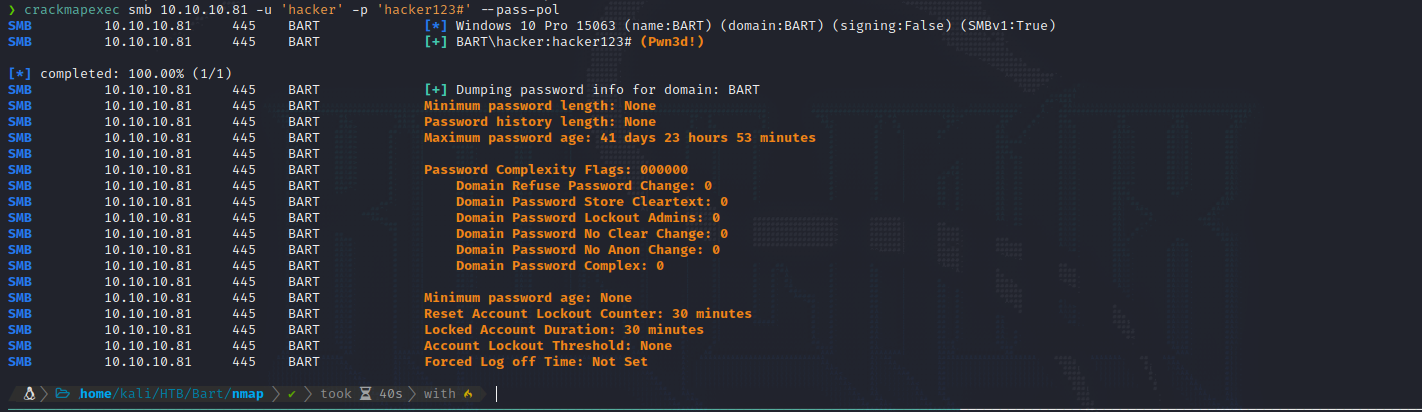 ❯ crackmapexec smb 10.10.10.81 -u 'hacker' -p 'hacker123#' --pass-pol
SMB 10.10.10.81 445 BART [*] Windows 10 Pro 15063 (name:BART) (domain:BART) (signing:False) (SMBv1:True)
SMB 10.10.10.81 445 BART [+] BART\hacker:hacker123# (Pwn3d!)
[*] completed: 100.00% (1/1)
SMB 10.10.10.81 445 BART [+] Dumping password info for domain: BART
SMB 10.10.10.81 445 BART Minimum password length: None
SMB 10.10.10.81 445 BART Password history length: None
SMB 10.10.10.81 445 BART Maximum password age: 41 days 23 hours 53 minutes
SMB 10.10.10.81 445 BART
SMB 10.10.10.81 445 BART Password Complexity Flags: 000000
SMB 10.10.10.81 445 BART Domain Refuse Password Change: 0
SMB 10.10.10.81 445 BART Domain Password Store Cleartext: 0
SMB 10.10.10.81 445 BART Domain Password Lockout Admins: 0
SMB 10.10.10.81 445 BART Domain Password No Clear Change: 0
SMB 10.10.10.81 445 BART Domain Password No Anon Change: 0
SMB 10.10.10.81 445 BART Domain Password Complex: 0
SMB 10.10.10.81 445 BART
SMB 10.10.10.81 445 BART Minimum password age: None
SMB 10.10.10.81 445 BART Reset Account Lockout Counter: 30 minutes
SMB 10.10.10.81 445 BART Locked Account Duration: 30 minutes
SMB 10.10.10.81 445 BART Account Lockout Threshold: None
SMB 10.10.10.81 445 BART Forced Log off Time: Not Set
/home/kali/HTB/Bart/nmap ✔ took ⌛ 40s with 🔥